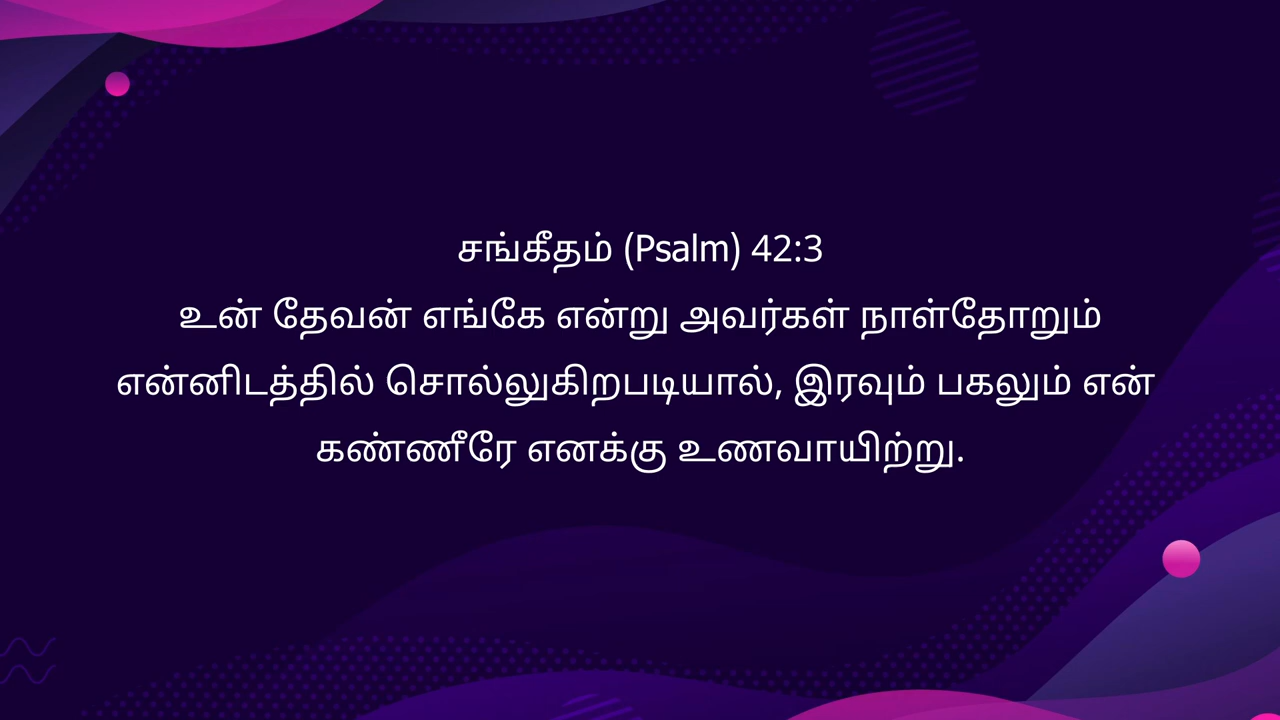 சங்கீதம் (Psalm) 42:3
உன் தேவன் எங்கே என்று அவர்கள் நாள்தோறும்
என்னிடத்தில் சொல்லுகிறபடியால், இரவும் பகலும் என்
கண்ணீரே எனக்கு உணவாயிற்று.